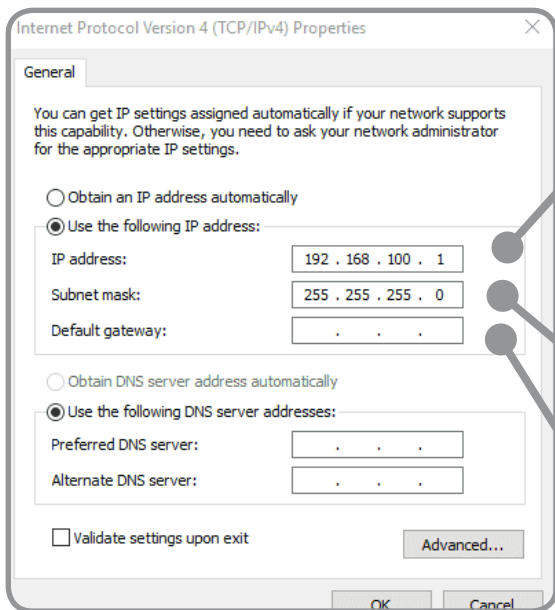 Internet Protocol Version 4 (TCP/IPv4) Properties
General
You can get IP settings assigned automatically if your network supports
this capability. Otherwise, you need to ask your network administrator
for the appropriate IP settings.
Obtain an IP address automatically
Use the following IP address:
IP address: 192 . 168 . 100 . 1
Subnet mask: 255 . 255 . 255 . 0
Default gateway: . . .
Obtain DNS server address automatically
Use the following DNS server addresses:
Preferred DNS server: . . .
Alternate DNS server: . . .
Validate settings upon exit Advanced...
OK Cancel